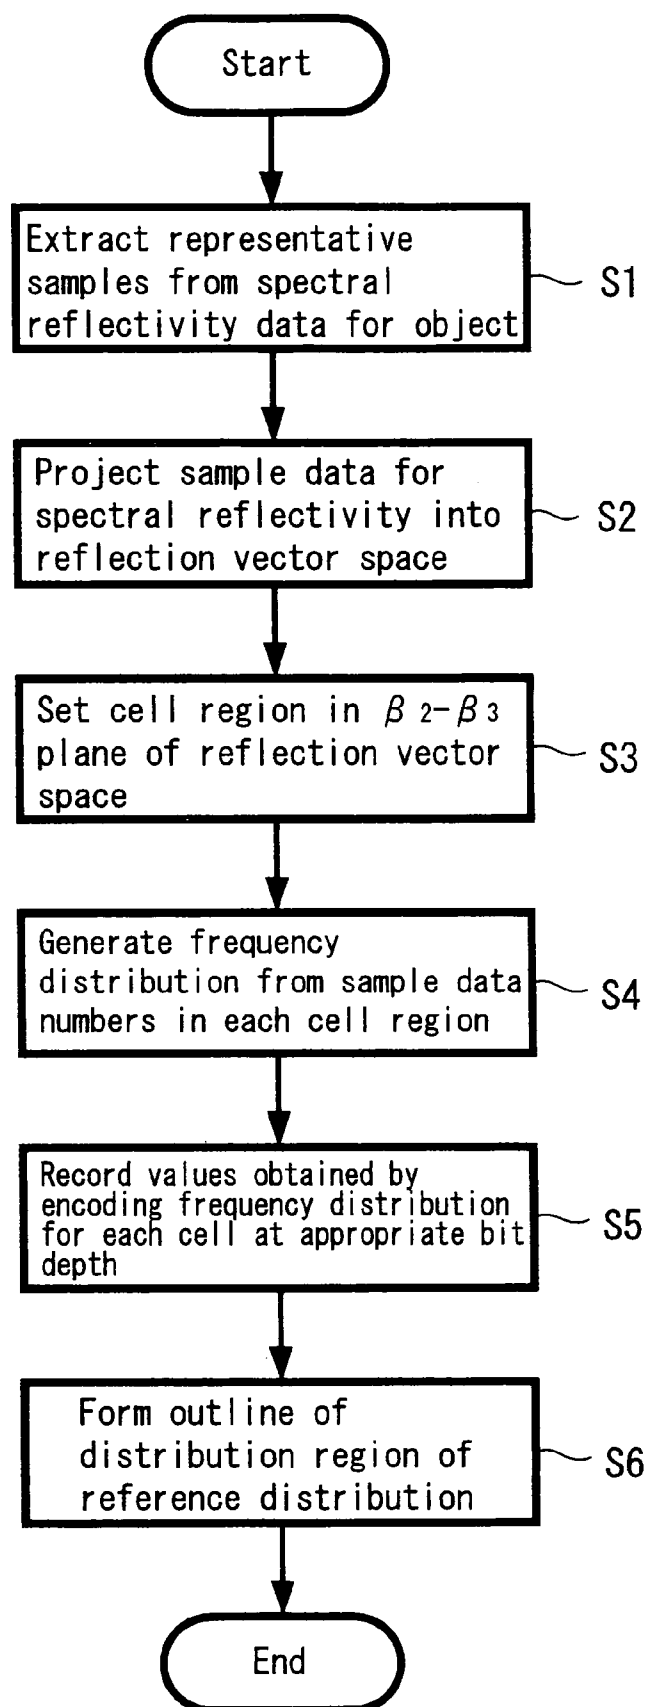 Start
Extract representative
samples from spectral
reflectivity data for object
S1
Project sample data for
spectral reflectivity into
reflection vector space
S2
Set cell region in β2-β3
plane of reflection vector
space
S3
Generate frequency
distribution from sample data
numbers in each cell region
S4
Record values obtained by
encoding frequency distribution
for each cell at appropriate bit
depth
S5
Form outline of
distribution region of
reference distribution
S6
End